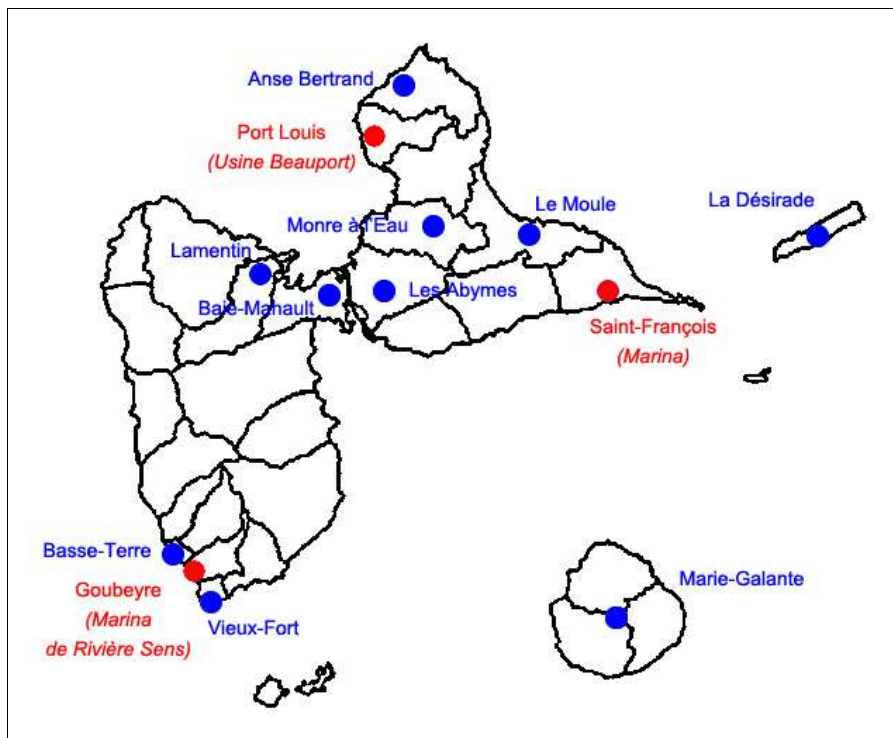 Anse Bertrand
Port Louis
(Usine Beauport)
Le Moule
La Désirade
Monre à l'Eau
Lamentin
Baie-Mahault
Les Abymes
Saint-François
(Marina)
Basse-Terre
Goubeyre
(Marina
de Rivière Sens)
Vieux-Fort
Marie-Galante